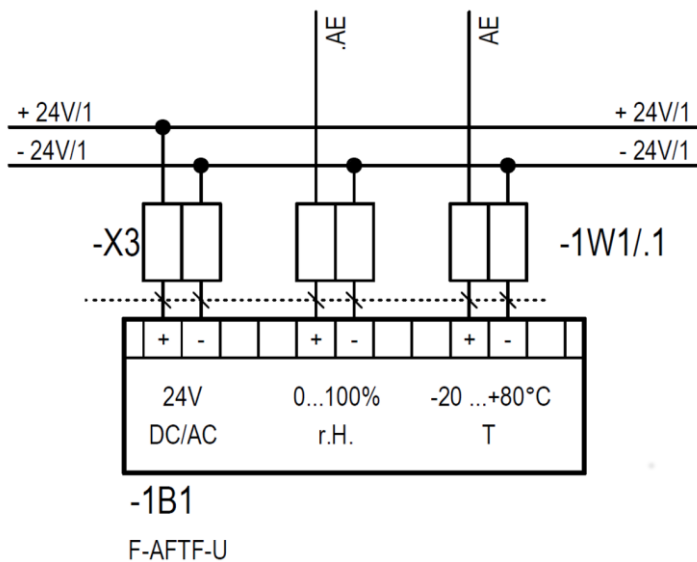 .AE
AE
+ 24V/1
+ 24V/1
- 24V/1
- 24V/1
-X3
-1W1/.1
+ - + - + -
24V 0...100% -20 ...+80°C
DC/AC r.H. T
-1B1
F-AFTF-U